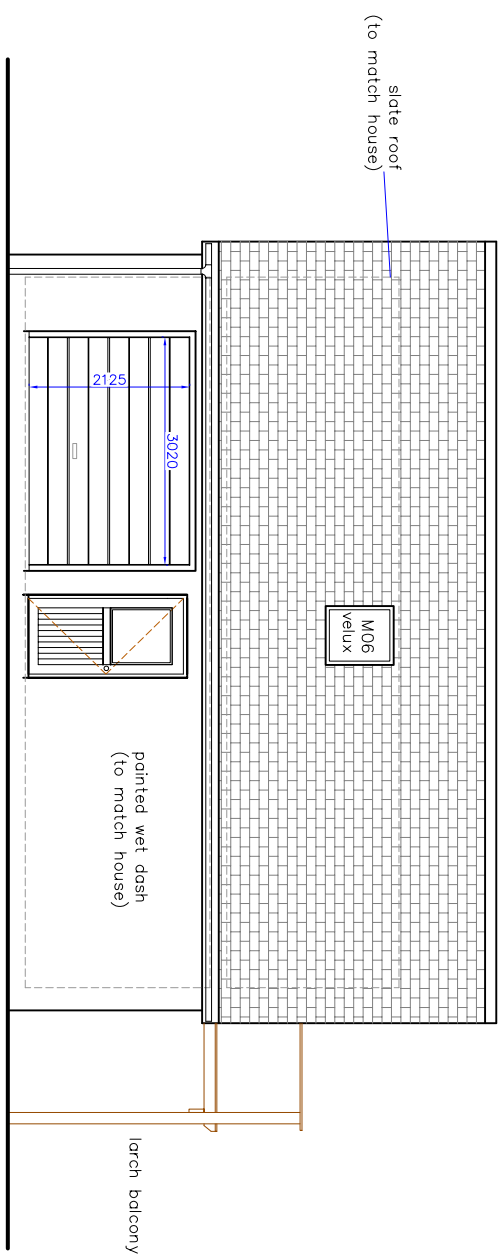 slate roof
(to match house)
M06
velux
3020
2125
painted wet dash
(to match house)
larch balcony